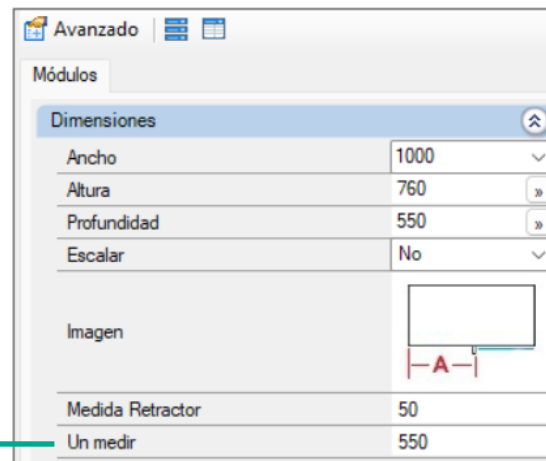 Avanzado
Módulos
Dimensiones
Ancho 1000
Altura 760
Profundidad 550
Escalar No
Imagen
A
Medida Retractor 50
Un medir 550